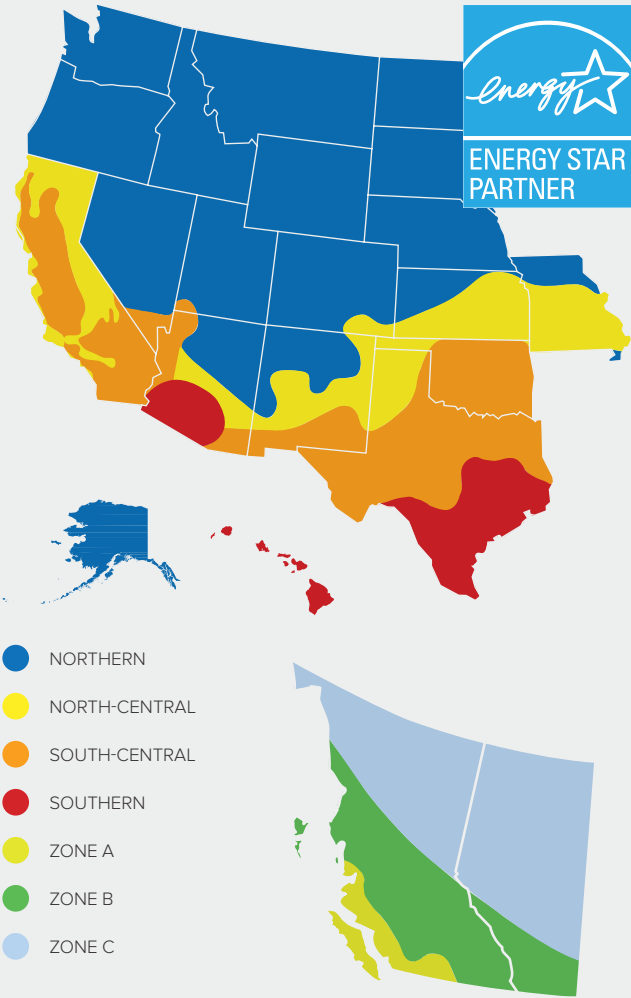 energy
ENERGY STAR
PARTNER
NORTHERN
NORTH-CENTRAL
SOUTH-CENTRAL
SOUTHERN
ZONE A
ZONE B
ZONE C